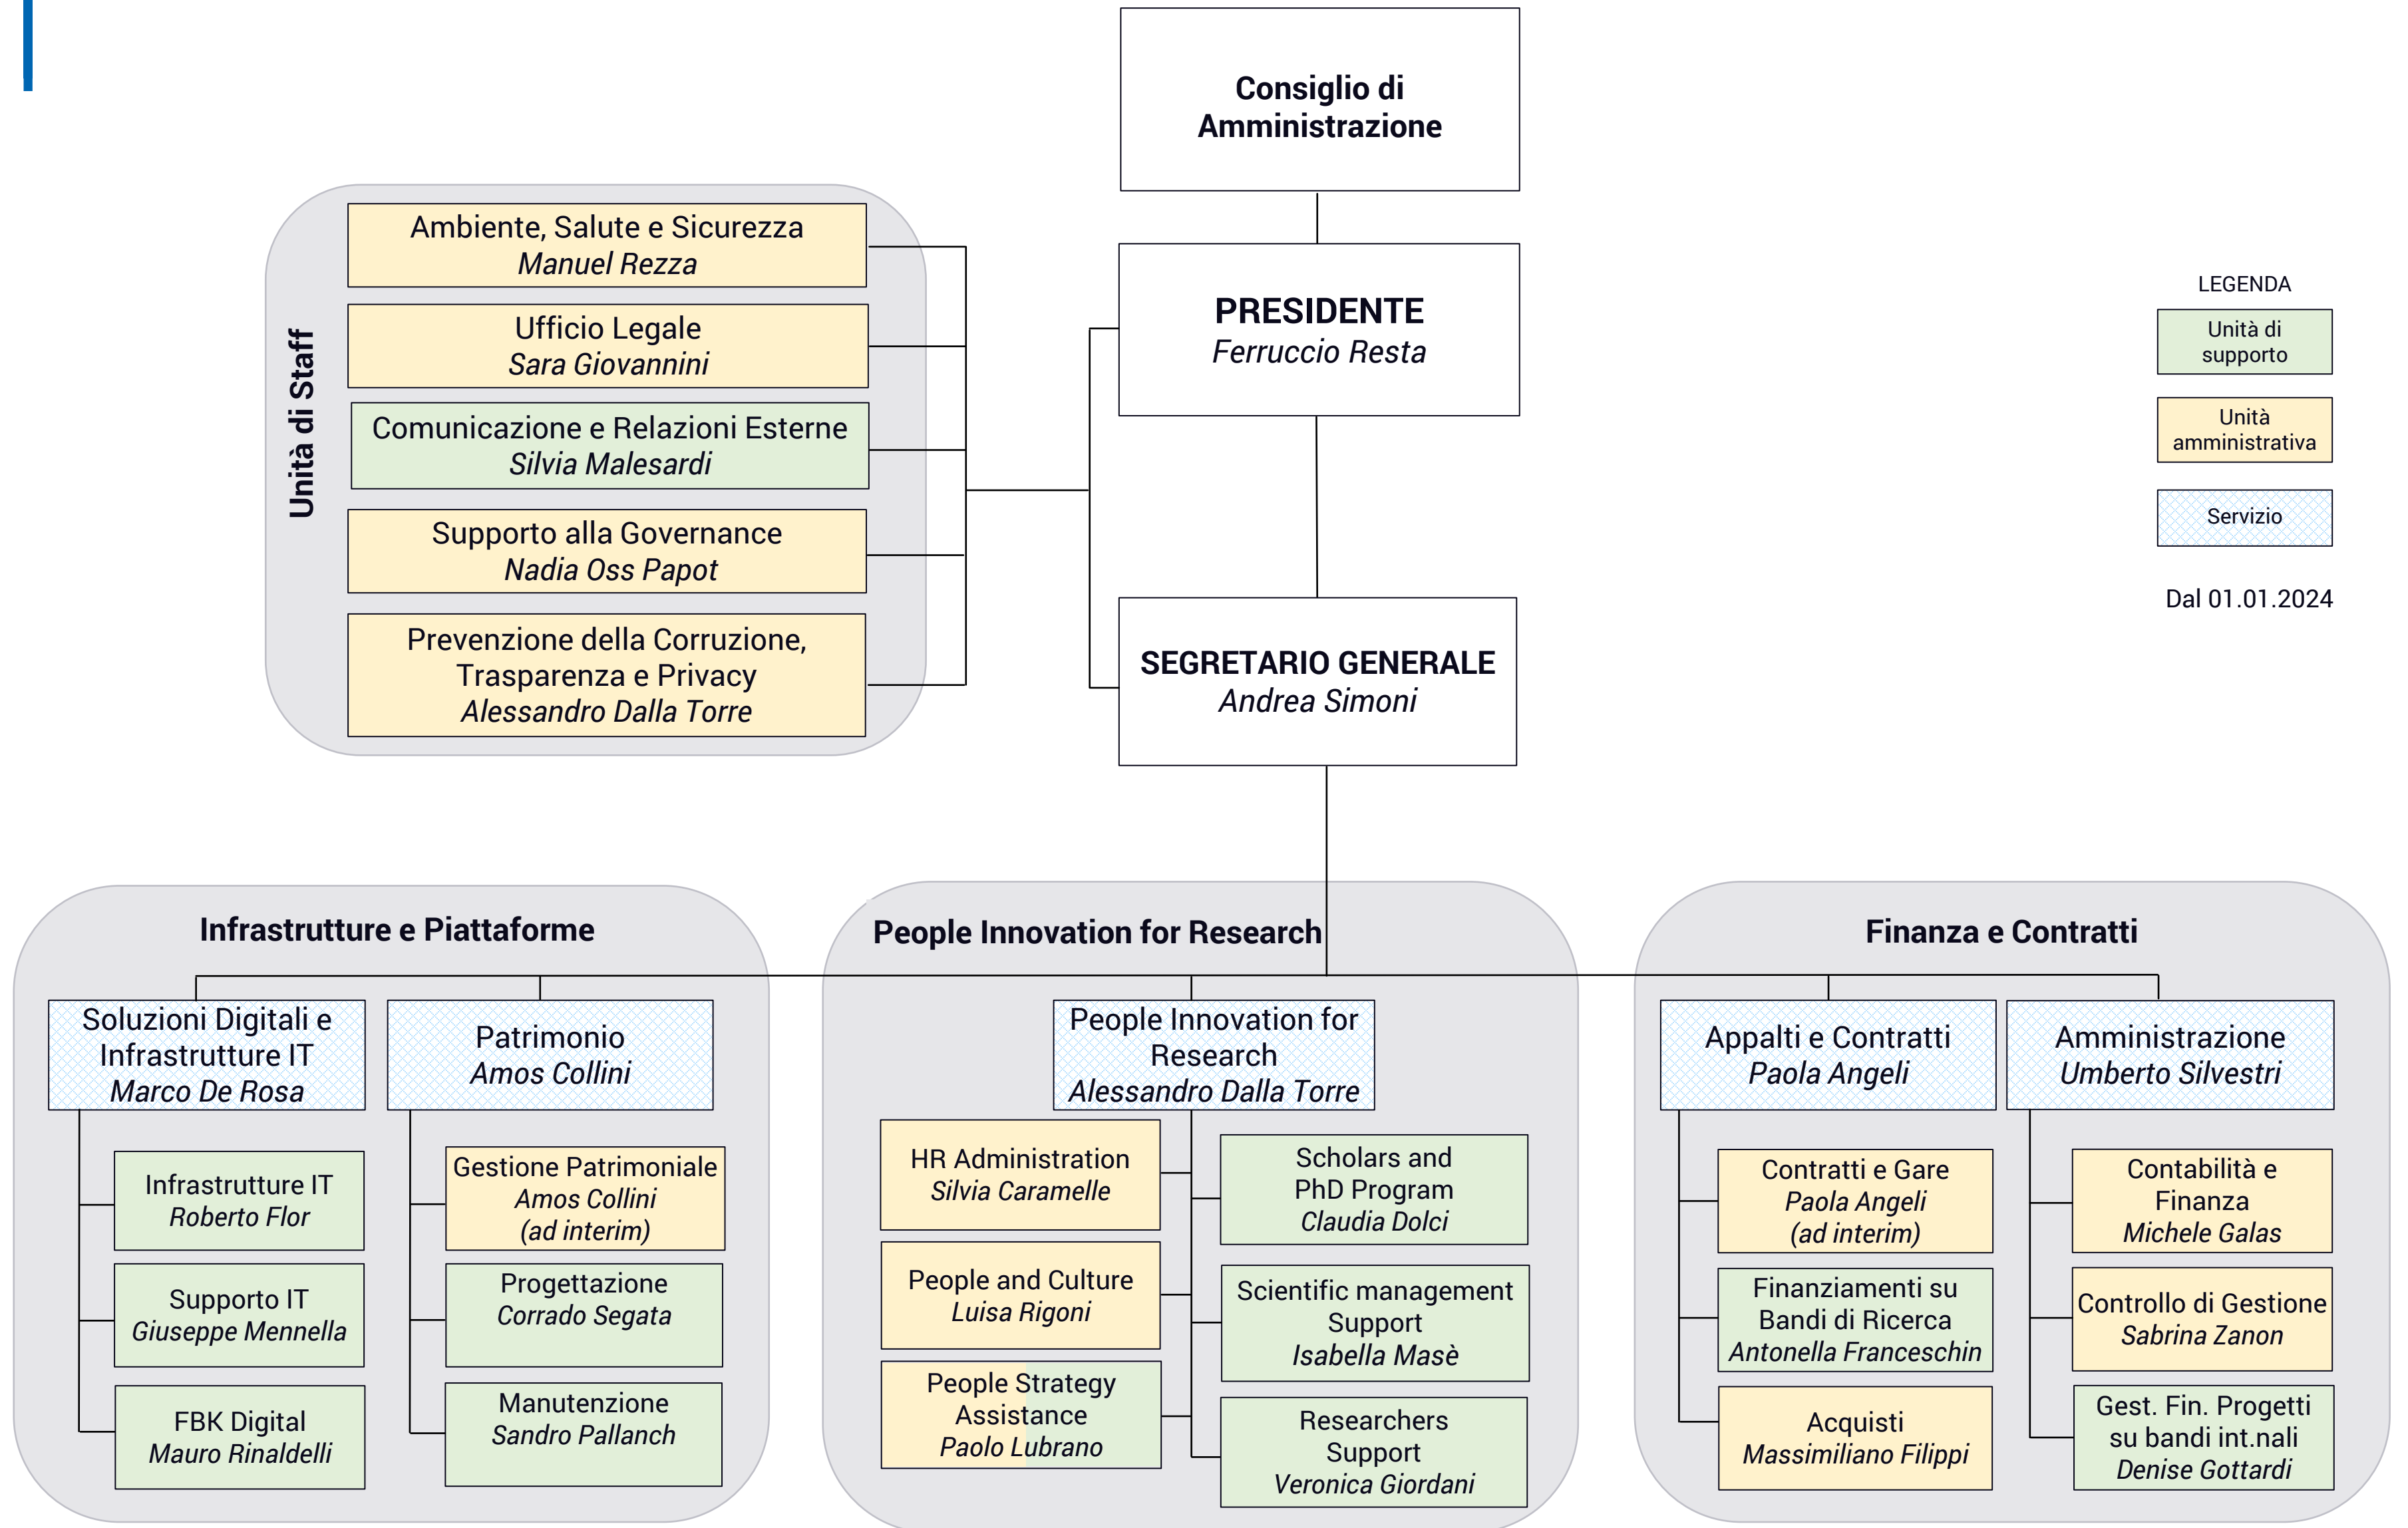 Consiglio di
Amministrazione
PRESIDENTE
Ferruccio Resta
SEGRETARIO GENERALE
Andrea Simoni
Unità di Staff
Ambiente, Salute e Sicurezza
Manuel Rezza
Ufficio Legale
Sara Giovannini
Comunicazione e Relazioni Esterne
Silvia Malesardi
Supporto alla Governance
Nadia Oss Papot
Prevenzione della Corruzione,
Trasparenza e Privacy
Alessandro Dalla Torre
LEGENDA
Unità di
supporto
Unità
amministrativa
Servizio
Dal 01.01.2024
Infrastrutture e Piattaforme
Soluzioni Digitali e
Infrastrutture IT
Marco De Rosa
Infrastrutture IT
Roberto Flor
Supporto IT
Giuseppe Mennella
FBK Digital
Mauro Rinaldelli
Patrimonio
Amos Collini
Gestione Patrimoniale
Amos Collini
(ad interim)
Progettazione
Corrado Segata
Manutenzione
Sandro Pallanch
People Innovation for Research
People Innovation for
Research
Alessandro Dalla Torre
HR Administration
Silvia Caramelle
People and Culture
Luisa Rigoni
People Strategy
Assistance
Paolo Lubrano
Scholars and
PhD Program
Claudia Dolci
Scientific management
Support
Isabella Masè
Researchers
Support
Veronica Giordani
Finanza e Contratti
Appalti e Contratti
Paola Angeli
Contratti e Gare
Paola Angeli
(ad interim)
Finanziamenti su
Bandi di Ricerca
Antonella Franceschin
Acquisti
Massimiliano Filippi
Amministrazione
Umberto Silvestri
Contabilità e
Finanza
Michele Galas
Controllo di Gestione
Sabrina Zanon
Gest. Fin. Progetti
su bandi int.nali
Denise Gottardi